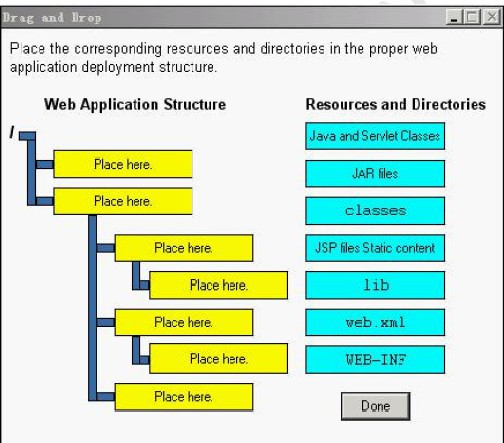 Drag and Drop
Place the corresponding resources and directories in the proper web
application deployment structure.
Web Application Structure
Resources and Directories
/
Place here.
Place here.
Place here.
Place here.
Place here.
Place here.
Place here.
Java and Servlet Classes
JAR files
classes
JSP files Static content
lib
web.xml
WEB-INF
Done